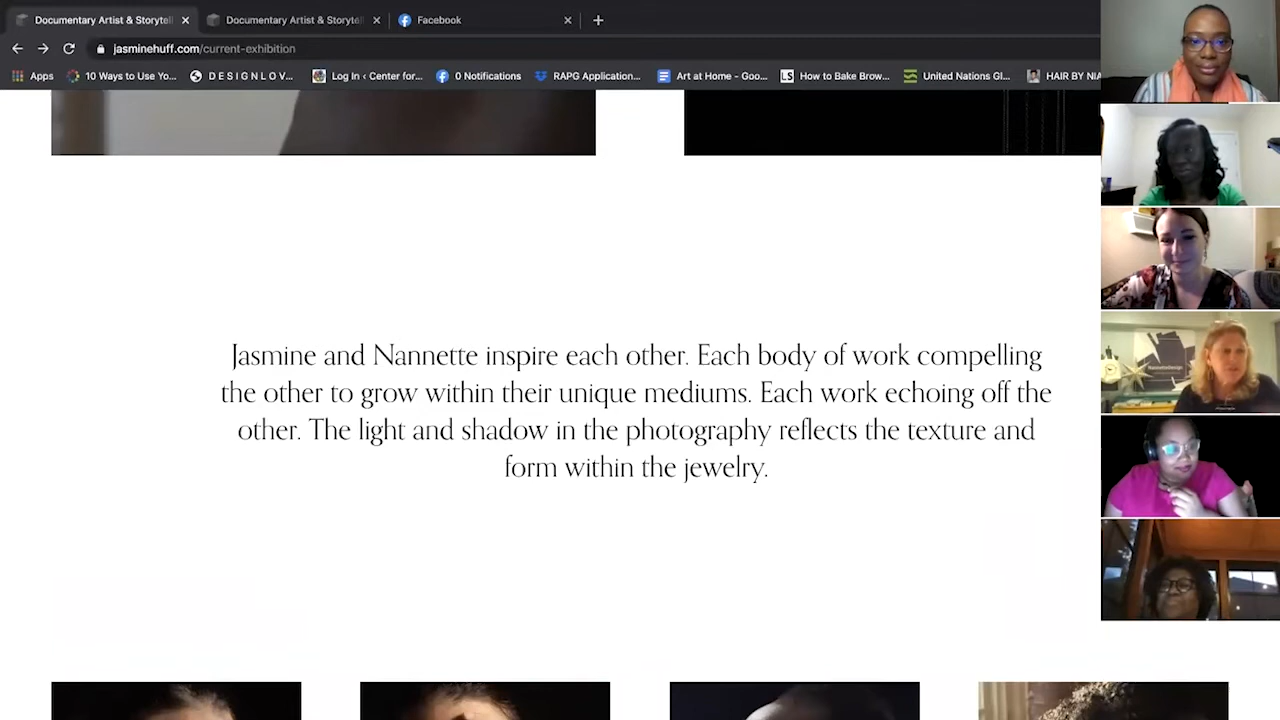 Documentary Artist & Storytell
Documentary Artist & Storytel
Facebook
jasminehuff.com/current-exhibition
Apps
10 Ways to Use Yo...
D E S I G N L O V...
Log In ‹ Center for...
0 Notifications
RAPG Application...
Art at Home - Goo...
LS
How to Bake Brow...
United Nations Gl...
HAIR BY NIA
Jasmine and Nannette inspire each other. Each body of work compelling
the other to grow within their unique mediums. Each work echoing off the
other. The light and shadow in the photography reflects the texture and
form within the jewelry.
NannetteDesign